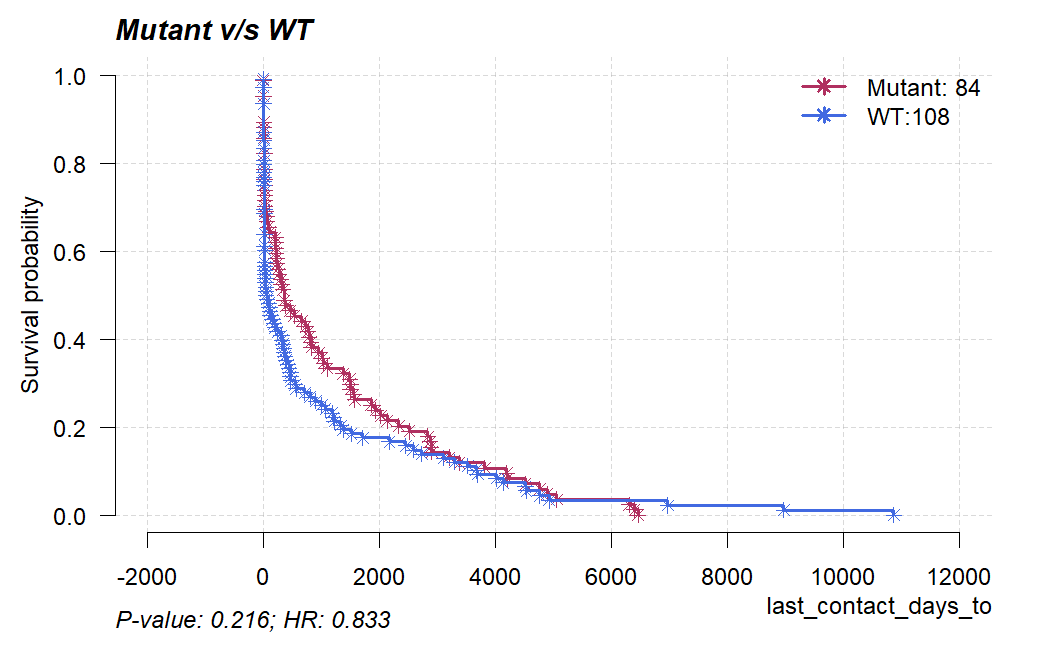 Mutant v/s WT
Mutant: 84
WT:108
Survival probability
1.0
0.8
0.6
0.4
0.2
0.0
-2000 0 2000 4000 6000 8000 10000 12000
last_contact_days_to
P-value: 0.216; HR: 0.833